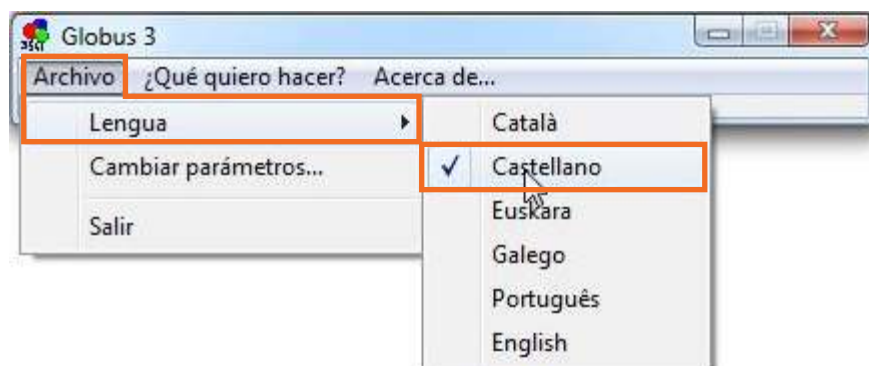 Globus 3
Archivo ¿Qué quiero hacer? Acerca de...
Lengua
Cambiar parámetros...
Salir
Català
Castellano
Euskara
Galego
Português
English